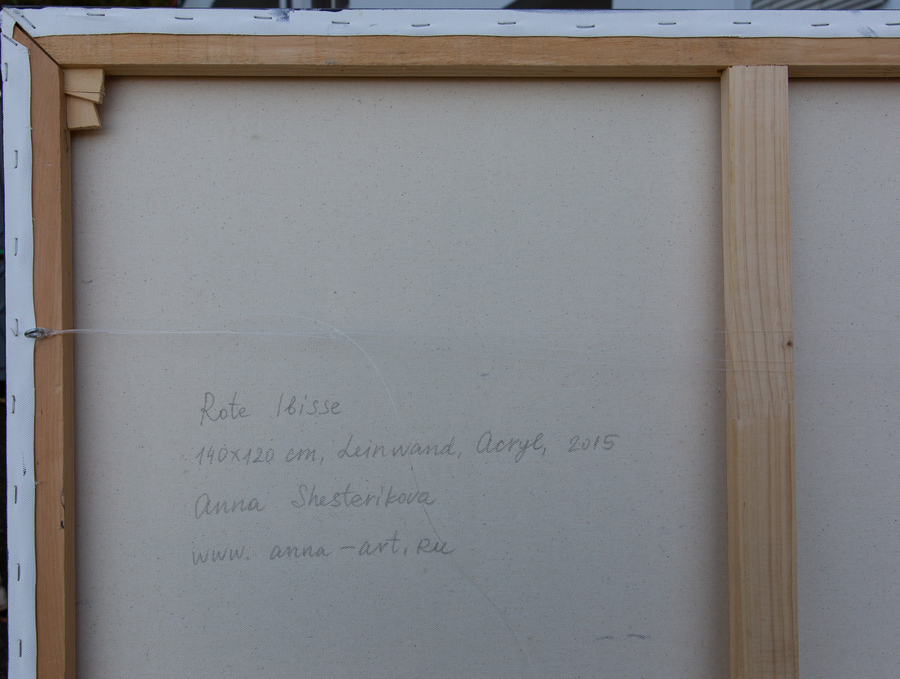 Rote Ibisse
140x120 cm, Leinwand, Acryl, 2015
Anna Shesterikova
www. anna-art.ru